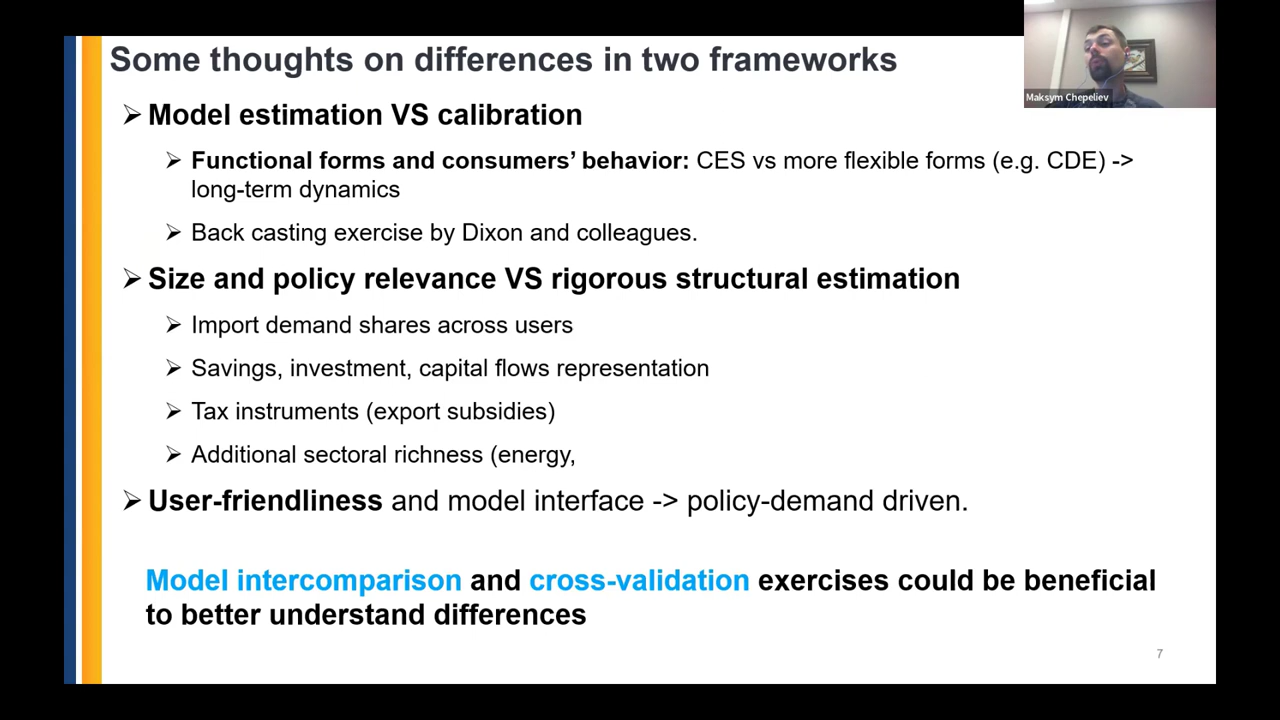 Some thoughts on differences in two frameworks
Maksym Chepeliev
Model estimation VS calibration
Functional forms and consumers’ behavior: CES vs more flexible forms (e.g. CDE) ->
long-term dynamics
Back casting exercise by Dixon and colleagues.
Size and policy relevance VS rigorous structural estimation
Import demand shares across users
Savings, investment, capital flows representation
Tax instruments (export subsidies)
Additional sectoral richness (energy,
User-friendliness and model interface -> policy-demand driven.
Model intercomparison and cross-validation exercises could be beneficial
to better understand differences
7